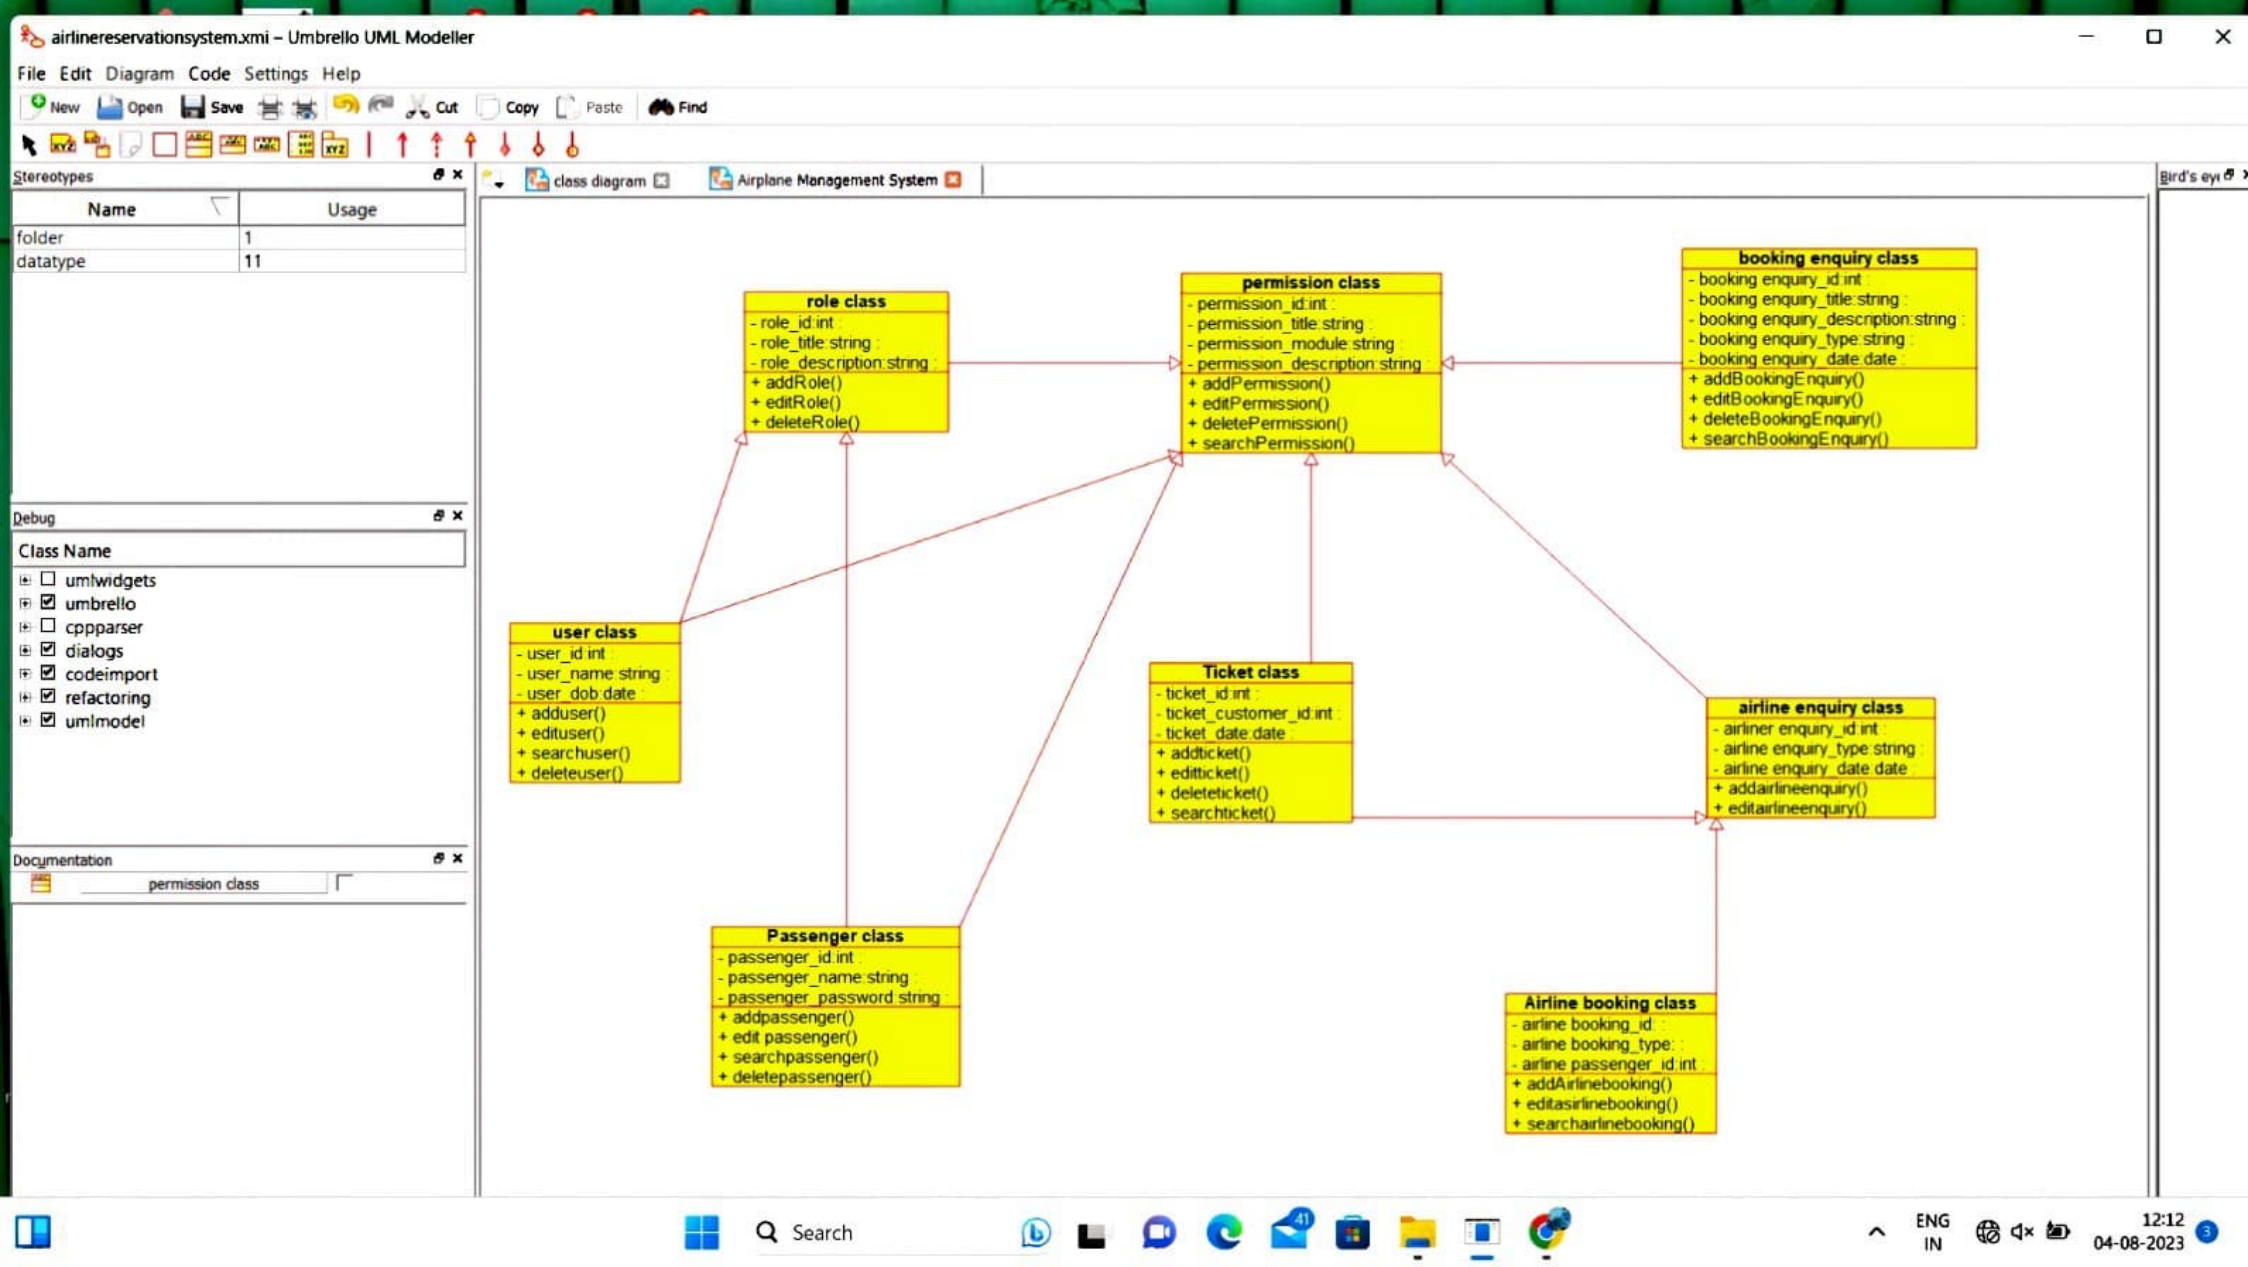 airlinereservationsystem.xmi – Umbrello UML Modeller
File Edit Diagram Code Settings Help
New Open Save Cut Copy Paste Find
Stereotypes
Name Usage
folder 1
datatype 11
Debug
Class Name
umlwidgets
umbrello
cppparser
dialogs
codeimport
refactoring
umlmodel
Documentation
permission class
class diagram Airplane Management System
Bird's eye
role class
- role_id:int :
- role_title:string :
- role_description:string :
+ addRole()
+ editRole()
+ deleteRole()
permission class
- permission_id:int :
- permission_title:string :
- permission_module:string :
- permission_description:string :
+ addPermission()
+ editPermission()
+ deletePermission()
+ searchPermission()
booking enquiry class
- booking enquiry_id:int :
- booking enquiry_title:string :
- booking enquiry_description:string :
- booking enquiry_type:string :
- booking enquiry_date:date :
+ addBookingEnquiry()
+ editBookingEnquiry()
+ deleteBookingEnquiry()
+ searchBookingEnquiry()
user class
- user_id:int :
- user_name:string :
- user_dob:date :
+ adduser()
+ edituser()
+ searchuser()
+ deleteuser()
Ticket class
- ticket_id:int :
- ticket_customer_id:int :
- ticket_date:date :
+ addticket()
+ editticket()
+ deleteticket()
+ searchticket()
airline enquiry class
- airliner enquiry_id:int :
- airline enquiry_type:string :
- airline enquiry_date:date :
+ addairlineenquiry()
+ editairlineenquiry()
Passenger class
- passenger_id:int :
- passenger_name:string :
- passenger_password:string :
+ addpassenger()
+ edit passenger()
+ searchpassenger()
+ deletepassenger()
Airline booking class
- airline booking_id: :
- airline booking_type: :
- airline passenger_id:int :
+ addAirlinebooking()
+ editasirlinebooking()
+ searchairlinebooking()
Search
41
ENG
IN
12:12
04-08-2023
3